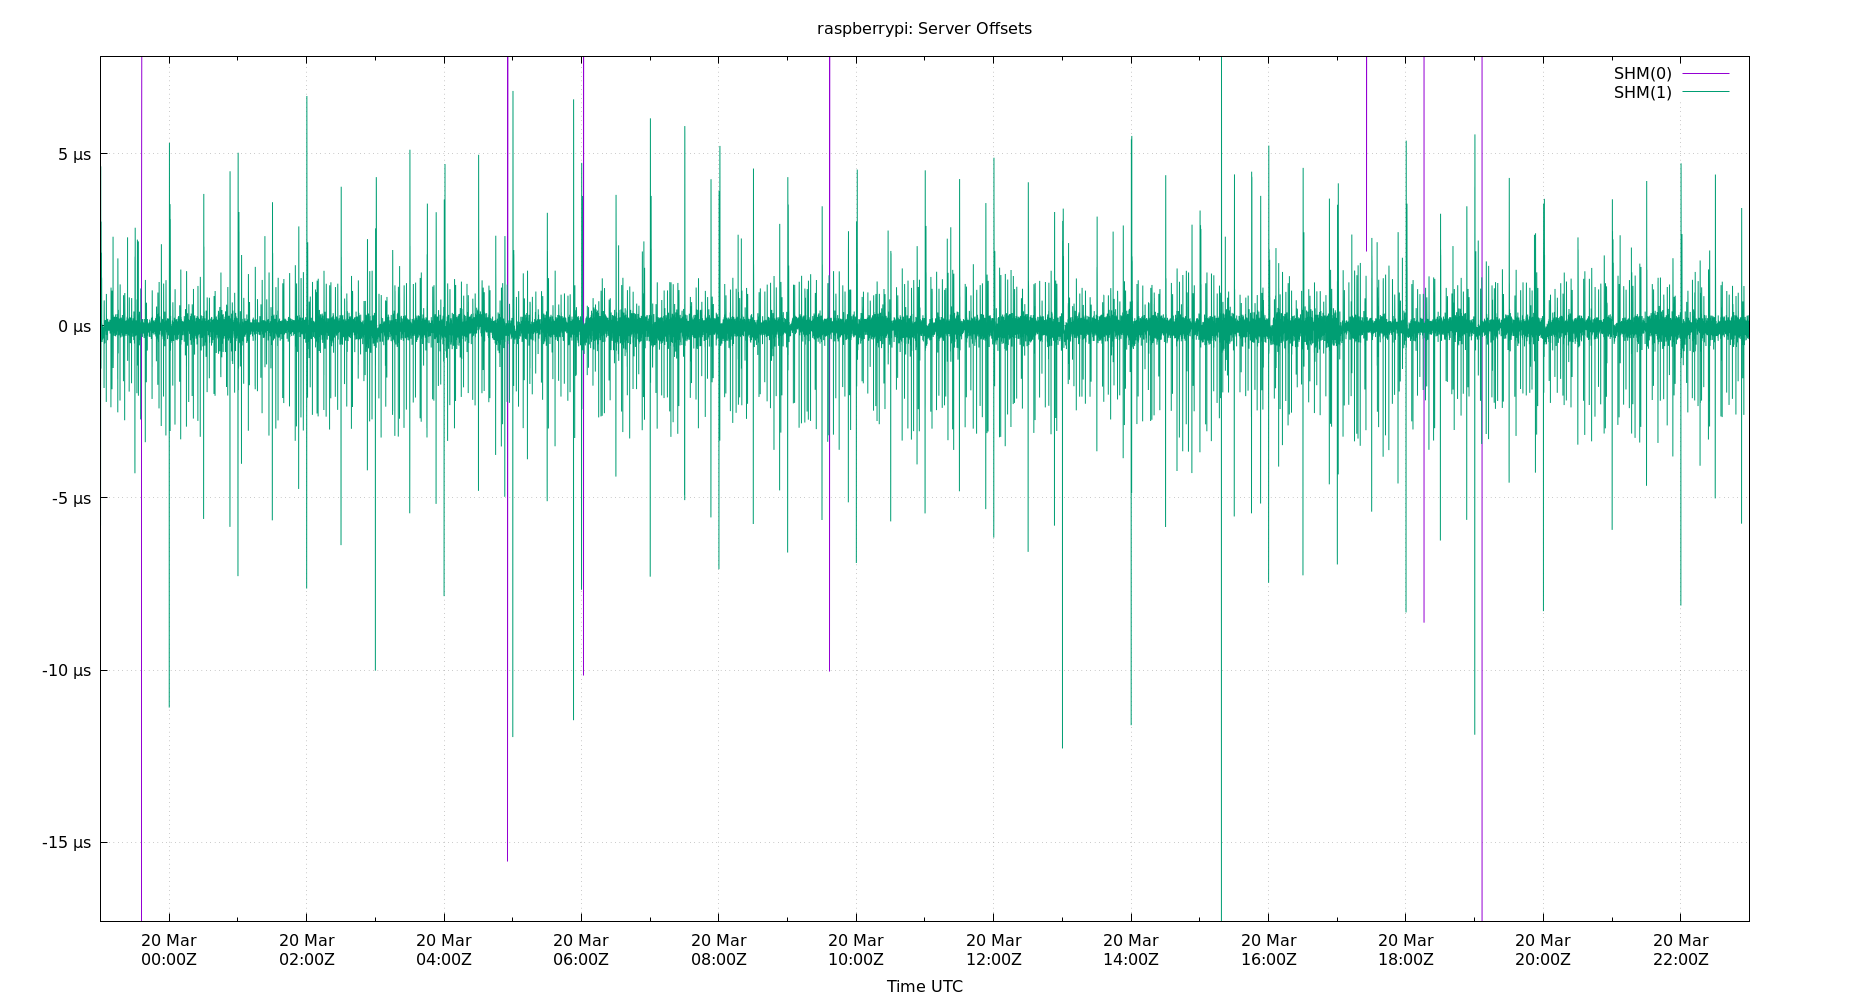 raspberrypi: Server Offsets
SHM(0)
SHM(1)
5 µs
0 µs
-5 µs
-10 µs
-15 µs
20 Mar 20 Mar 20 Mar 20 Mar 20 Mar 20 Mar 20 Mar 20 Mar 20 Mar 20 Mar 20 Mar 20 Mar
00:00Z 02:00Z 04:00Z 06:00Z 08:00Z 10:00Z 12:00Z 14:00Z 16:00Z 18:00Z 20:00Z 22:00Z
Time UTC